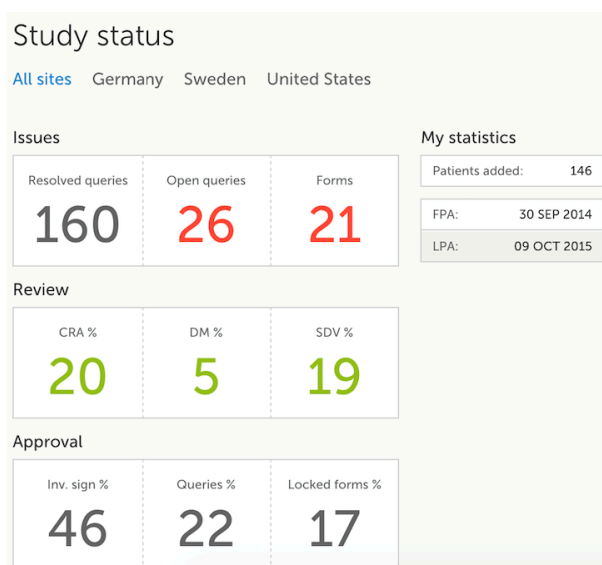 Study status
All sites Germany Sweden United States
Issues
Resolved queries Open queries Forms
160 26 21
Review
CRA % DM % SDV %
20 5 19
Approval
Inv. sign % Queries % Locked forms %
46 22 17
My statistics
Patients added: 146
FPA: 30 SEP 2014
LPA: 09 OCT 2015